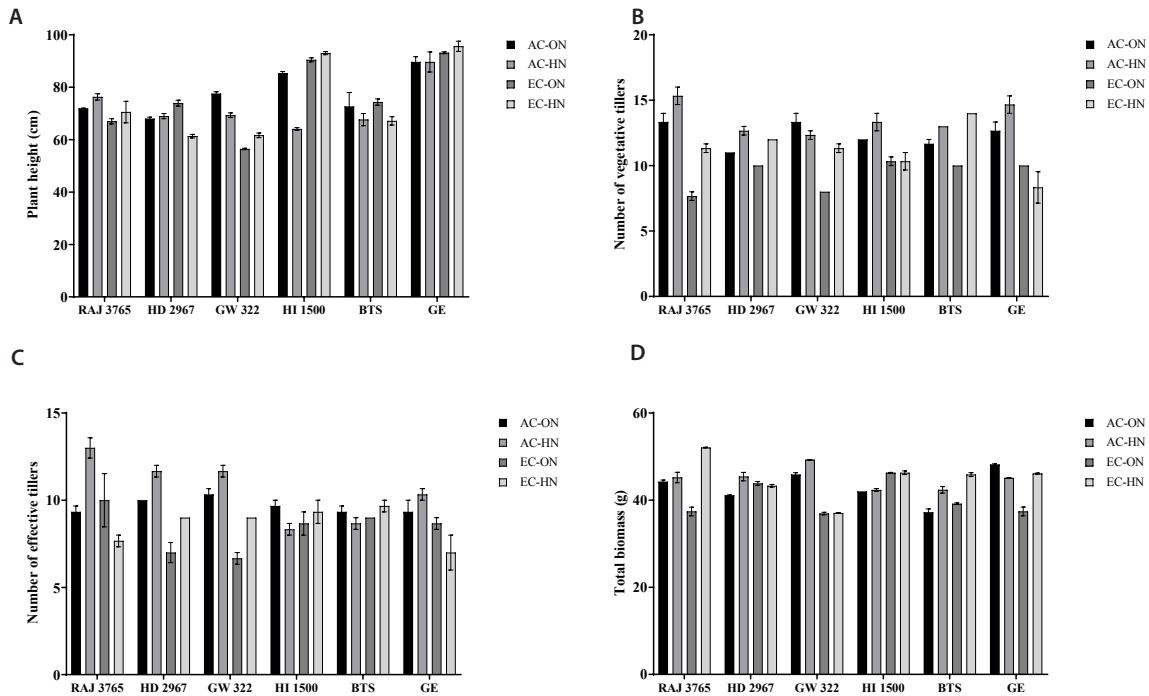 A
Plant height (cm)
100
80
60
40
20
0
RAJ 3765 HD 2967 GW 322 HI 1500 BTS GE
AC-ON
AC-HN
EC-ON
EC-HN
B
Number of vegetative tillers
20
15
10
5
0
RAJ 3765 HD 2967 GW 322 HI 1500 BTS GE
AC-ON
AC-HN
EC-ON
EC-HN
C
Number of effective tillers
15
10
5
0
RAJ 3765 HD 2967 GW 322 HI 1500 BTS GE
AC-ON
AC-HN
EC-ON
EC-HN
D
Total biomass (g)
60
40
20
0
RAJ 3765 HD 2967 GW 322 HI 1500 BTS GE
AC-ON
AC-HN
EC-ON
EC-HN